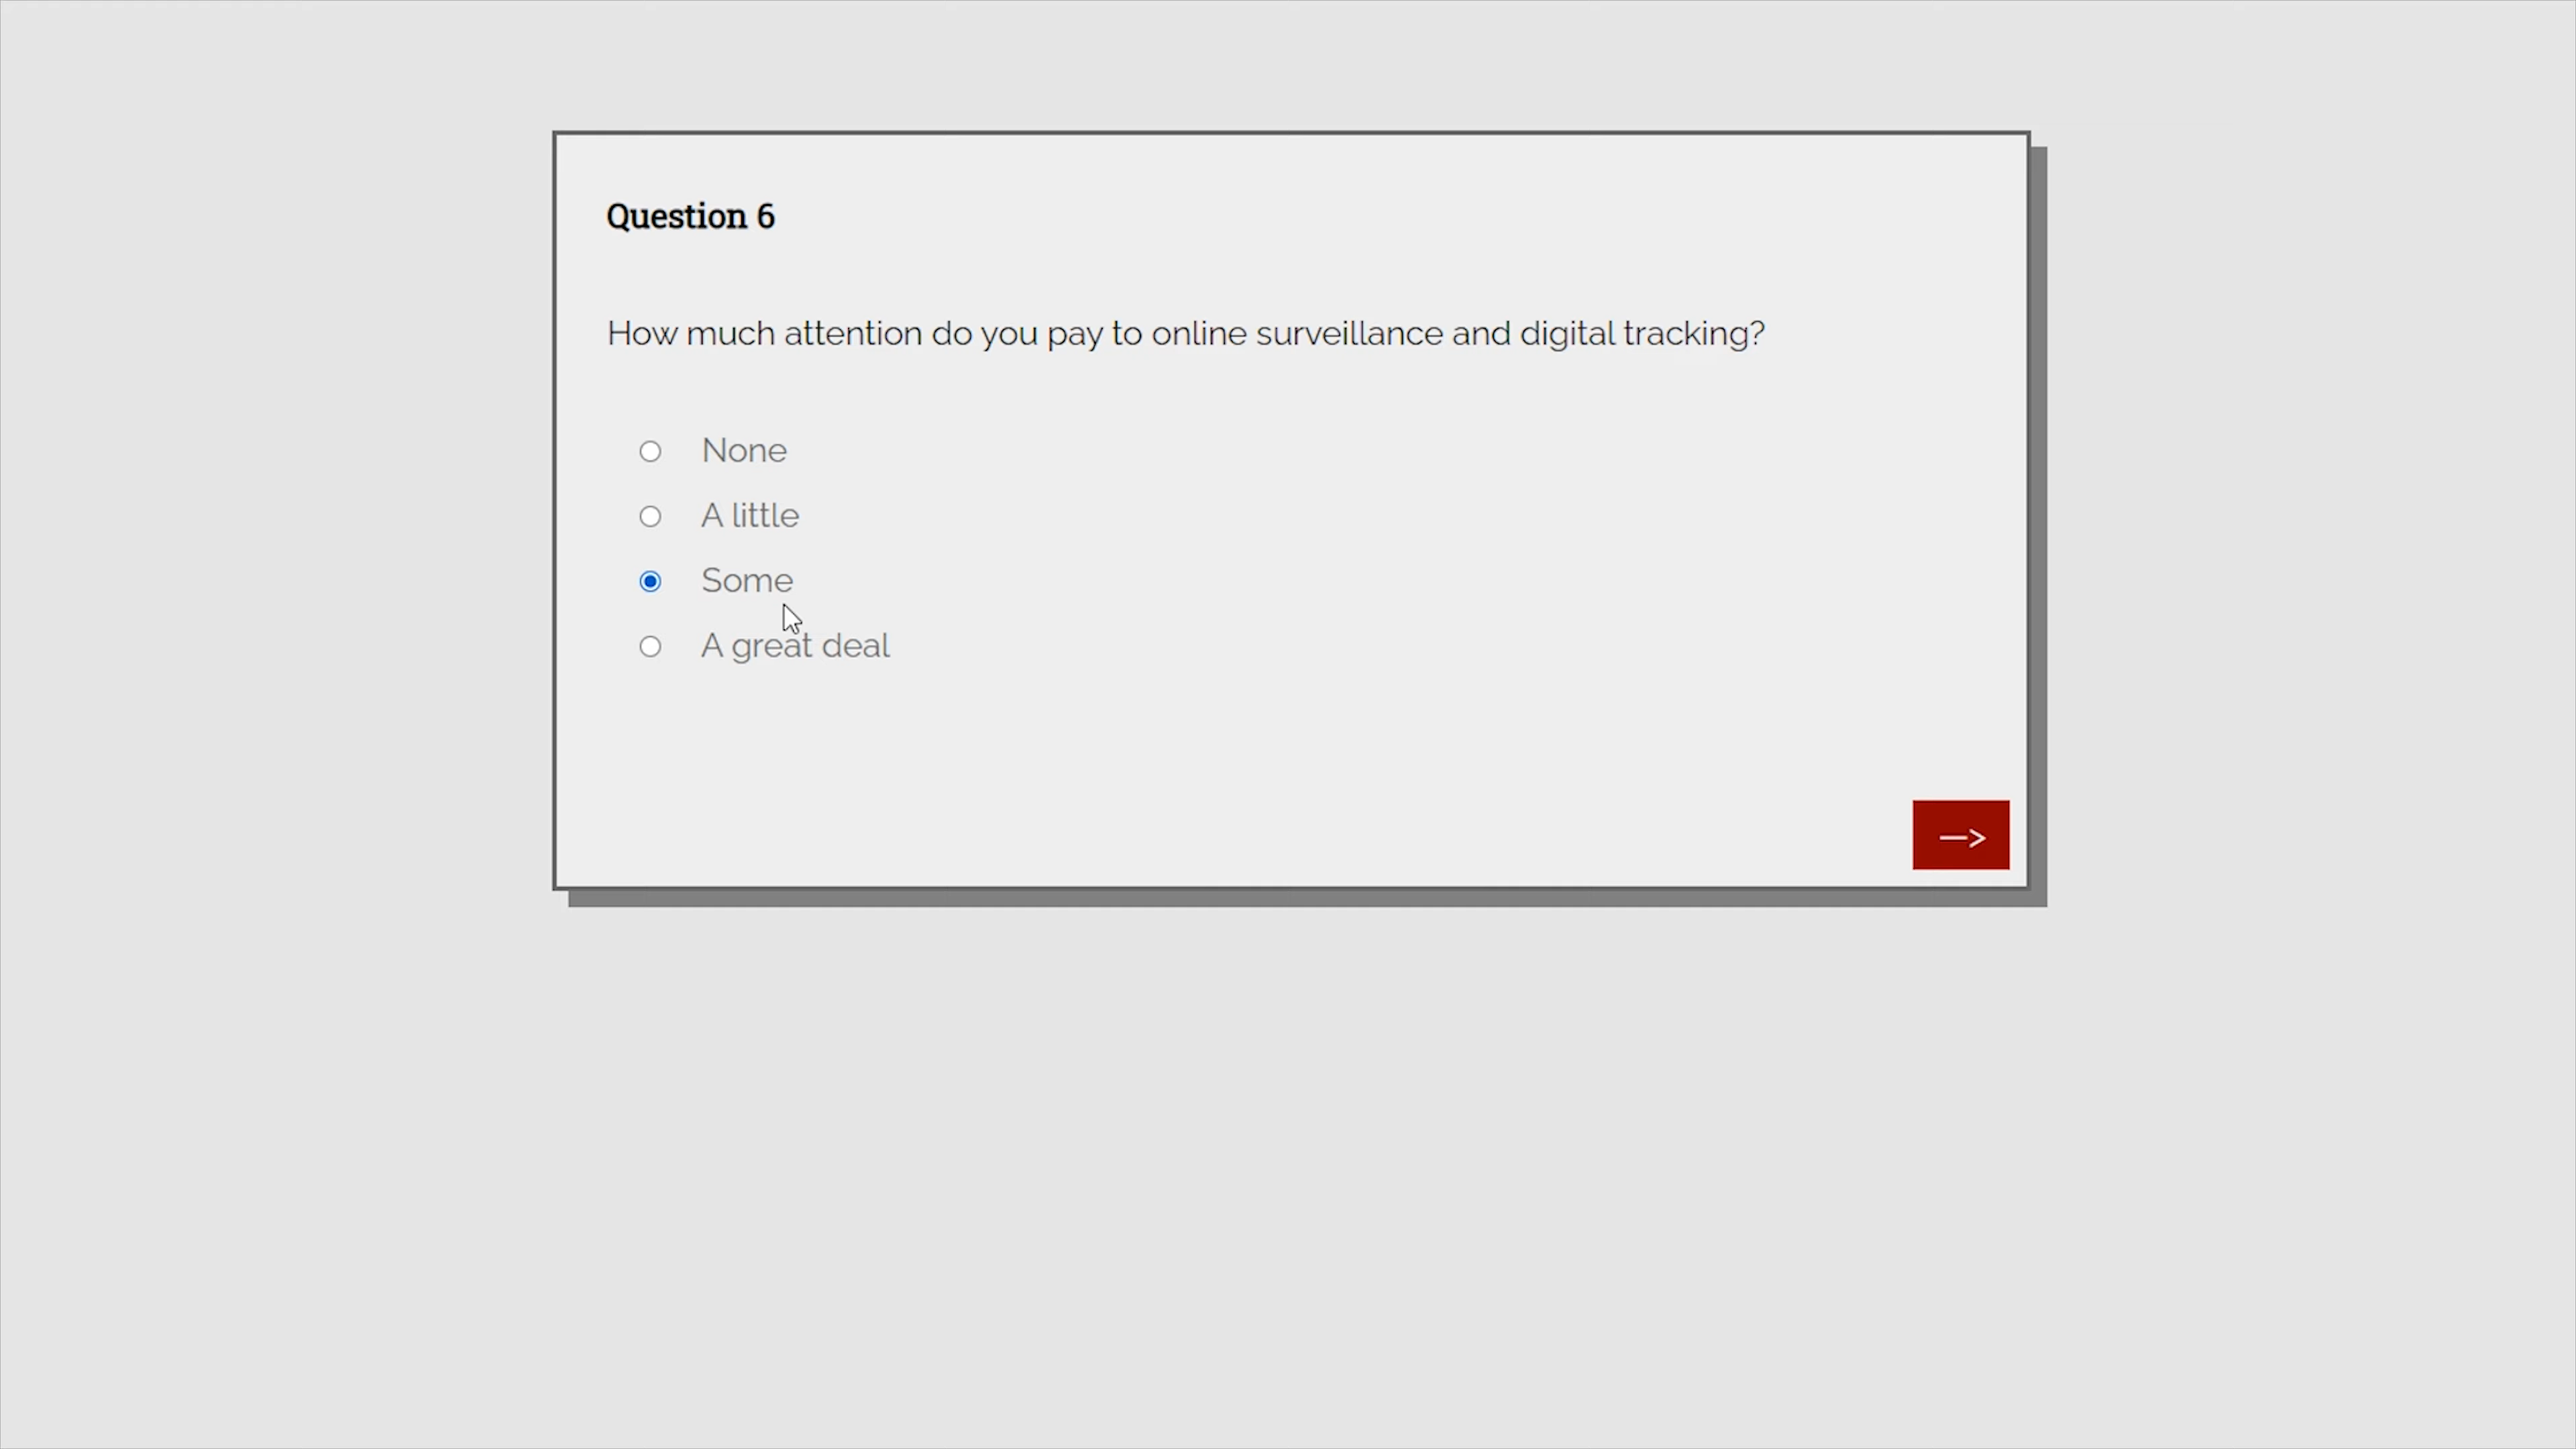 Question 6
How much attention do you pay to online surveillance and digital tracking?
None
A little
Some
A great deal
—>